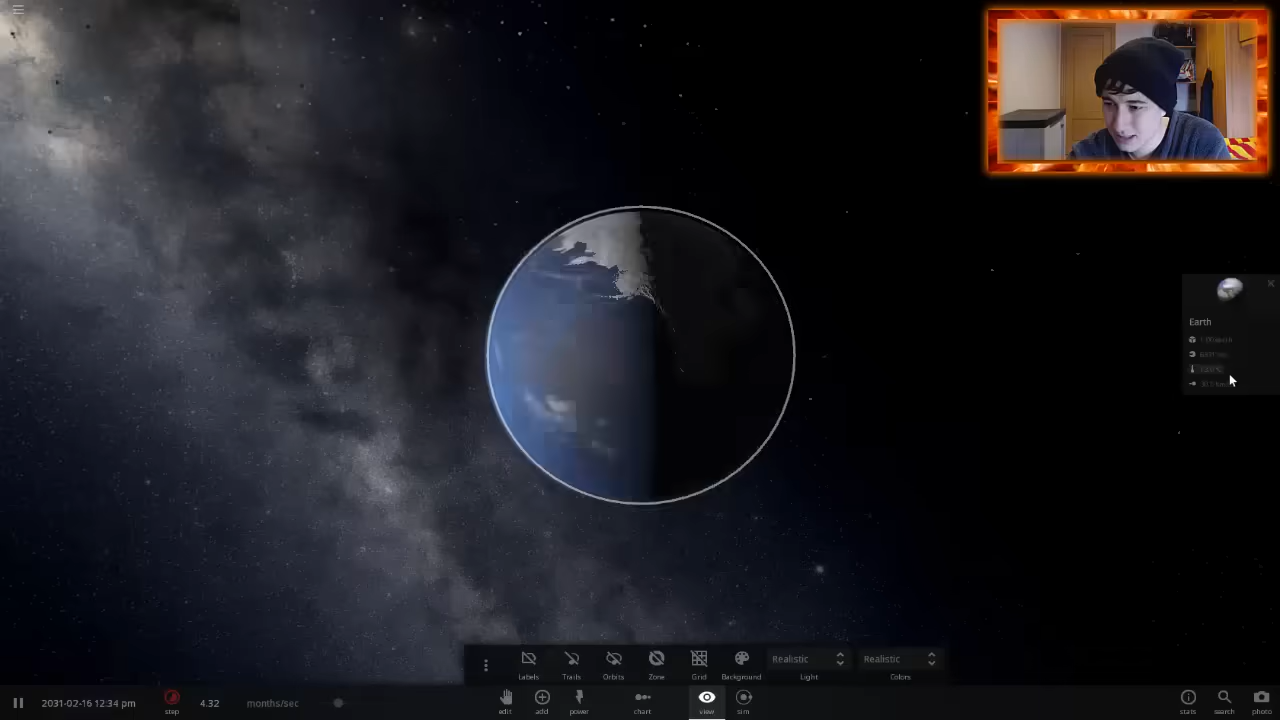 Earth
Labels Trails Orbits Zone Grid Background Realistic Light Realistic Colors
2031-02-16 12:34 pm step 4.32 months/sec edit add power chart view sim stats search photo